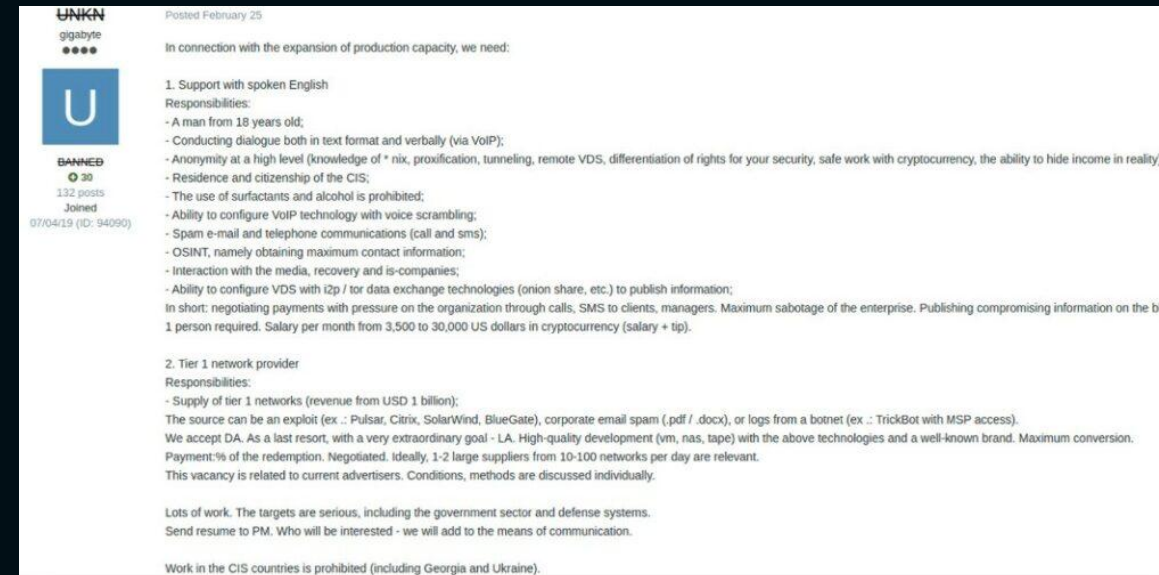 UNKN
gigabyte
U
BANNED
30
132 posts
Joined
07/04/19 (ID: 94090)
Posted February 25
In connection with the expansion of production capacity, we need:
1. Support with spoken English
Responsibilities:
- A man from 18 years old;
- Conducting dialogue both in text format and verbally (via VoIP);
- Anonymity at a high level (knowledge of * nix, proxification, tunneling, remote VDS, differentiation of rights for your security, safe work with cryptocurrency, the ability to hide income in reality)
- Residence and citizenship of the CIS;
- The use of surfactants and alcohol is prohibited;
- Ability to configure VoIP technology with voice scrambling;
- Spam e-mail and telephone communications (call and sms);
- OSINT, namely obtaining maximum contact information;
- Interaction with the media, recovery and is-companies;
- Ability to configure VDS with i2p / tor data exchange technologies (onion share, etc.) to publish information;
In short: negotiating payments with pressure on the organization through calls, SMS to clients, managers. Maximum sabotage of the enterprise. Publishing compromising information on the b
1 person required. Salary per month from 3,500 to 30,000 US dollars in cryptocurrency (salary + tip).
2. Tier 1 network provider
Responsibilities:
- Supply of tier 1 networks (revenue from USD 1 billion);
The source can be an exploit (ex .: Pulsar, Citrix, SolarWind, BlueGate), corporate email spam (.pdf / .docx), or logs from a botnet (ex .: TrickBot with MSP access).
We accept DA. As a last resort, with a very extraordinary goal - LA. High-quality development (vm, nas, tape) with the above technologies and a well-known brand. Maximum conversion.
Payment:% of the redemption. Negotiated. Ideally, 1-2 large suppliers from 10-100 networks per day are relevant.
This vacancy is related to current advertisers. Conditions, methods are discussed individually.
Lots of work. The targets are serious, including the government sector and defense systems.
Send resume to PM. Who will be interested - we will add to the means of communication.
Work in the CIS countries is prohibited (including Georgia and Ukraine).